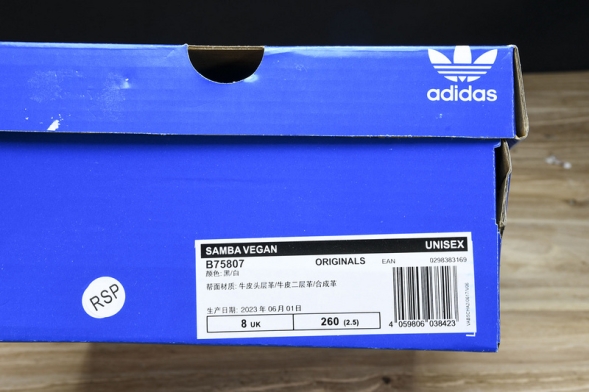 adidas
SAMBA VEGAN UNISEX
B75807 ORIGINALS EAN 0298383169
颜色: 黑/白
帮面材质: 牛皮头层革/牛皮二层革/合成革
生产日期: 2023 年 06 月 01 日
8 UK 260 (2.5)
4 059806 038423
RSP